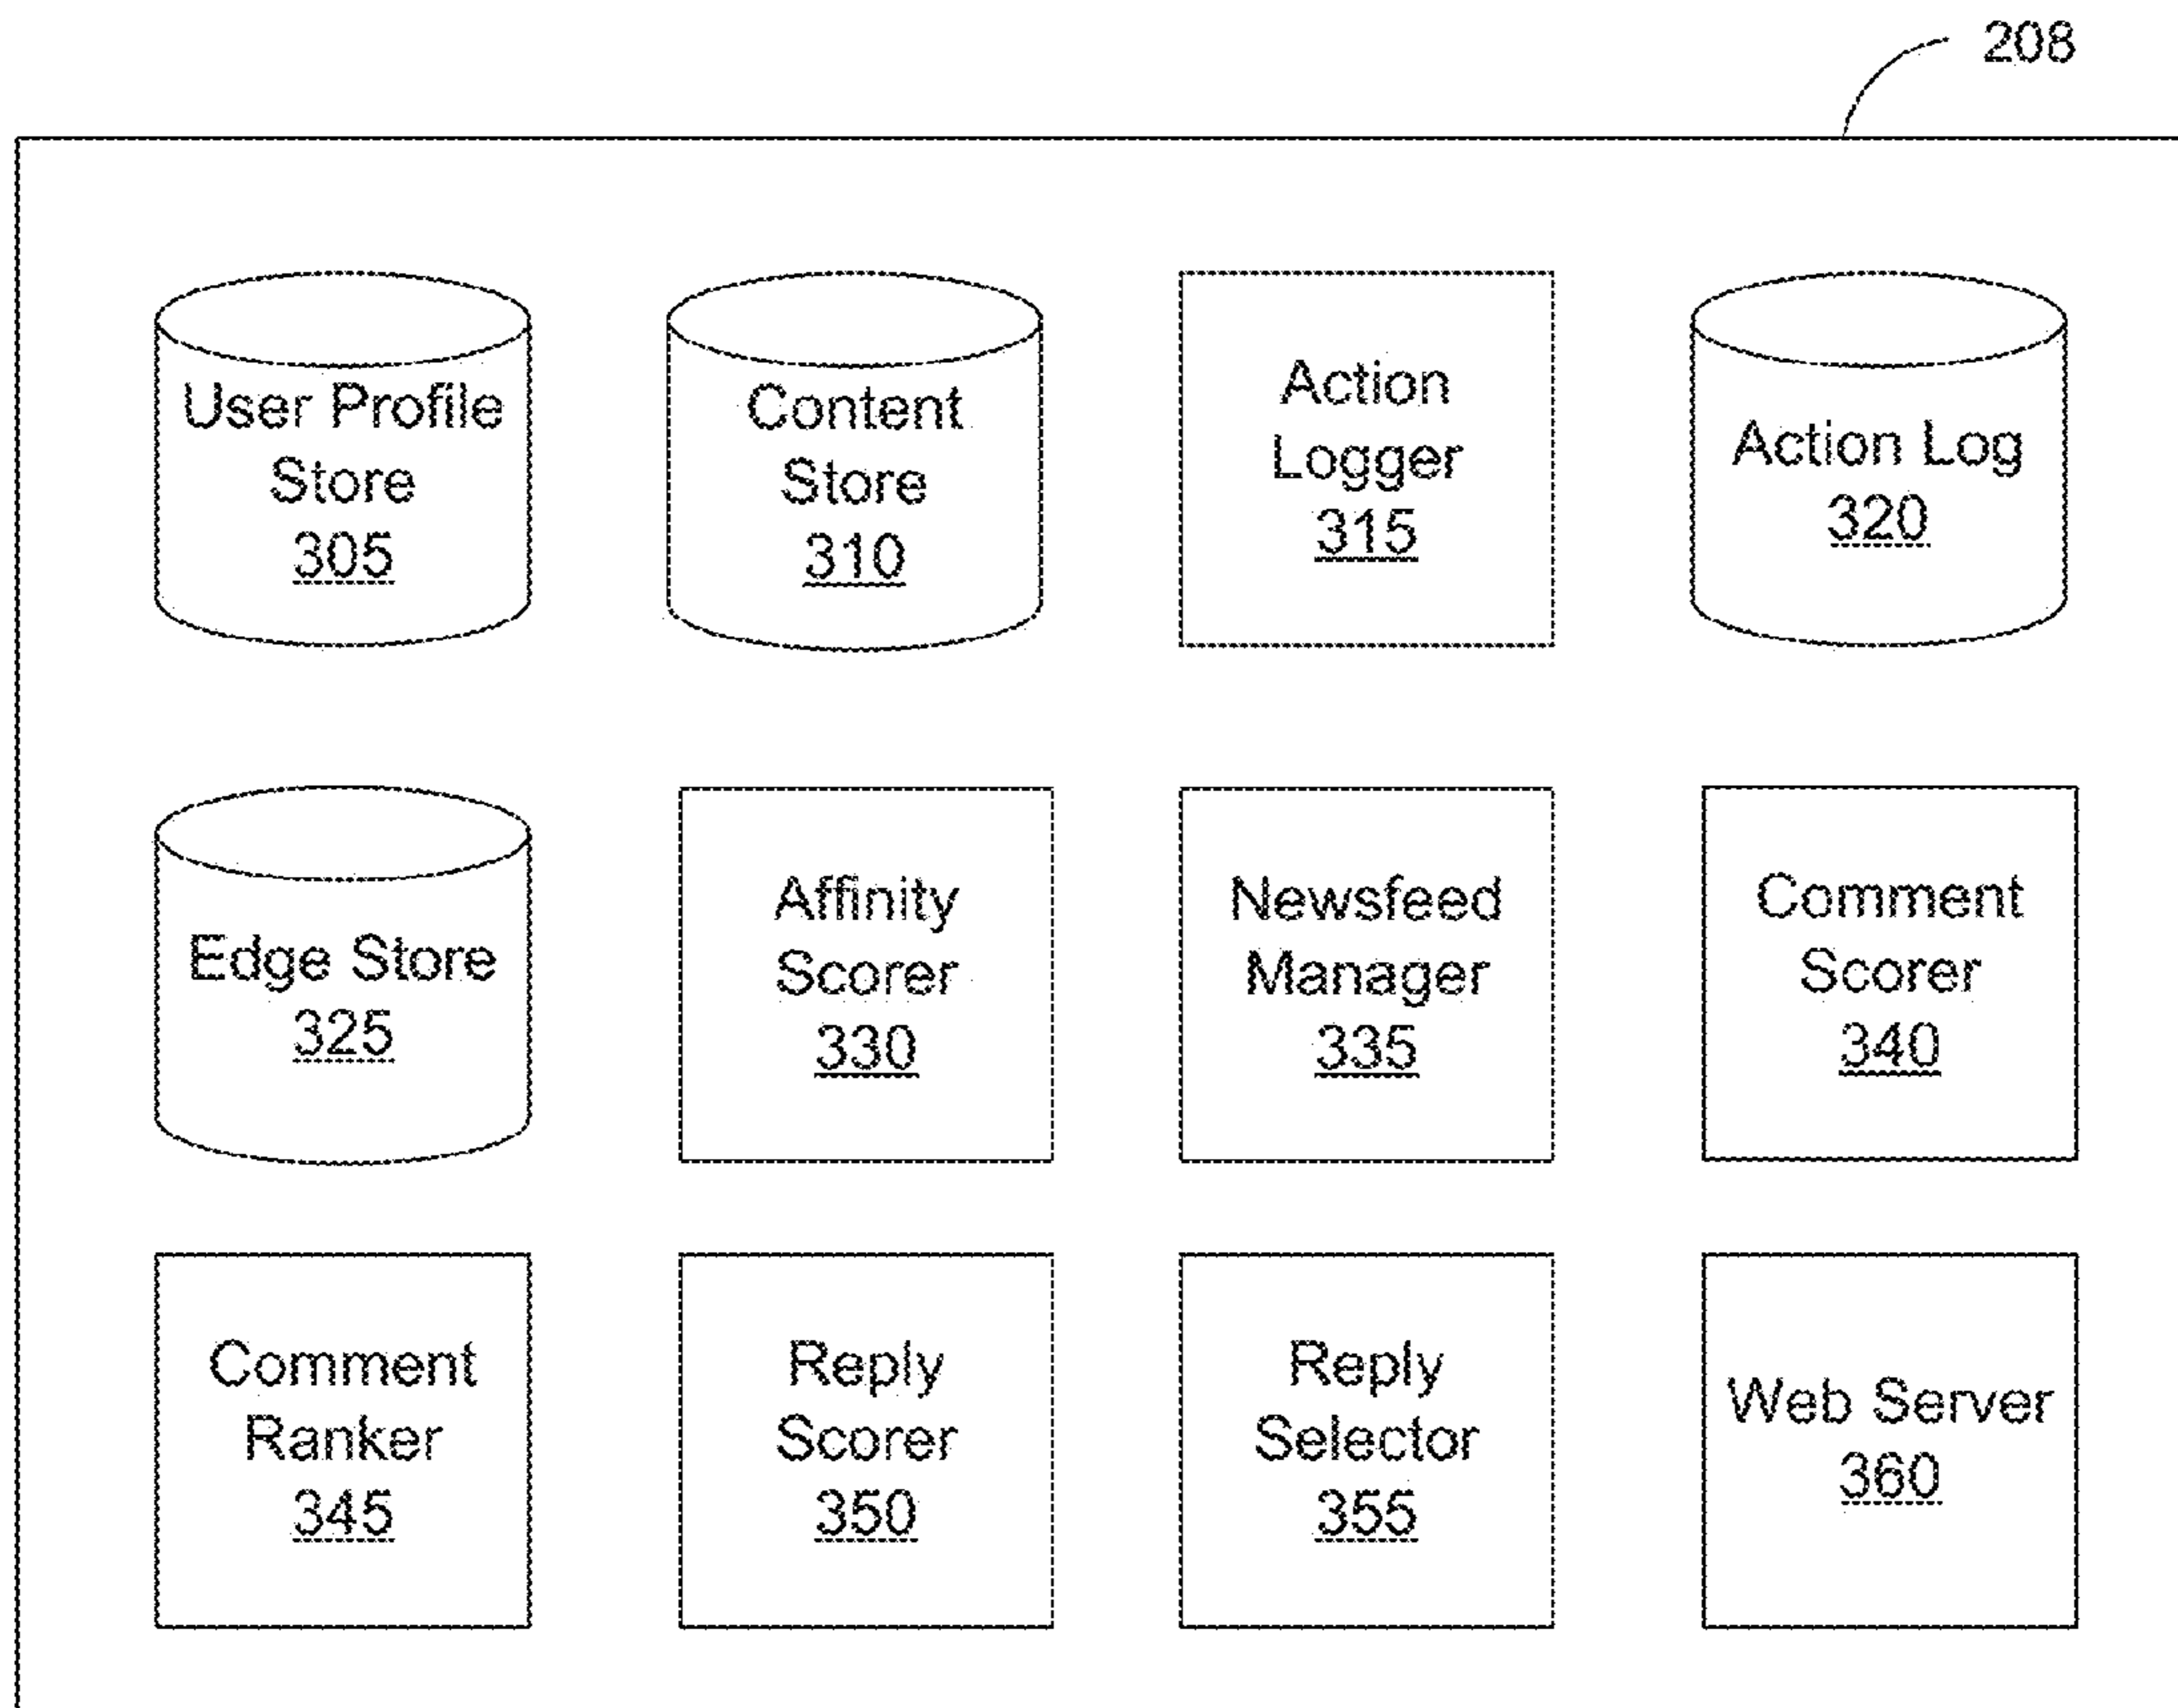 208
User Profile
Store
305
Content
Store
310
Action
Logger
315
Action Log
320
Edge Store
325
Affinity
Scorer
330
Newsfeed
Manager
335
Comment
Scorer
340
Comment
Ranker
345
Reply
Scorer
350
Reply
Selector
355
Web Server
360